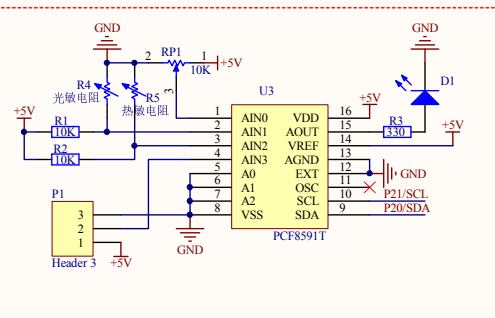 GND
GND
RP1
2
1
+5V
10K
3
R4
光敏电阻
R5
热敏电阻
D1
U3
+5V
+5V
+5V
R1
10K
R2
10K
R3
330
1 AIN0 VDD 16
2 AIN1 AOUT 15
3 AIN2 VREF 14
4 AIN3 AGND 13
5 A0 EXT 12
6 A1 OSC 11
7 A2 SCL 10
8 VSS SDA 9
GND
P21/SCL
P20/SDA
PCF8591T
GND
P1
3
2
1
Header 3
+5V